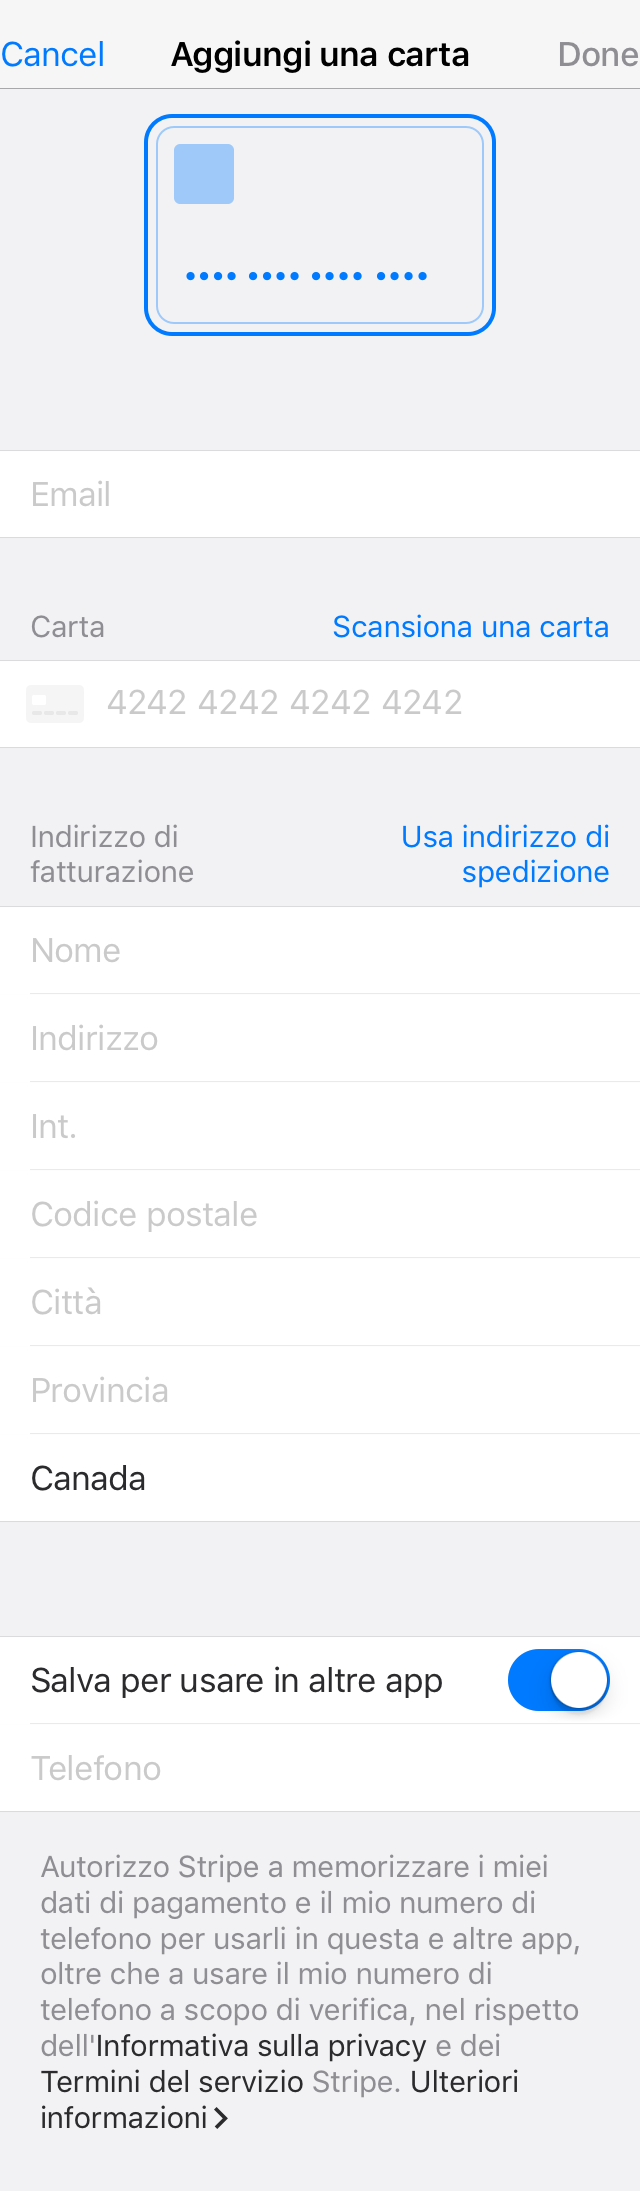 Cancel Aggiungi una carta Done
Email
Carta Scansiona una carta
4242 4242 4242 4242
Indirizzo di fatturazione
Usa indirizzo di spedizione
Nome
Indirizzo
Int.
Codice postale
Città
Provincia
Canada
Salva per usare in altre app
Telefono
Autorizzo Stripe a memorizzare i miei
dati di pagamento e il mio numero di
telefono per usarli in questa e altre app,
oltre che a usare il mio numero di
telefono a scopo di verifica, nel rispetto
dell'Informativa sulla privacy e dei
Termini del servizio Stripe. Ulteriori
informazioni